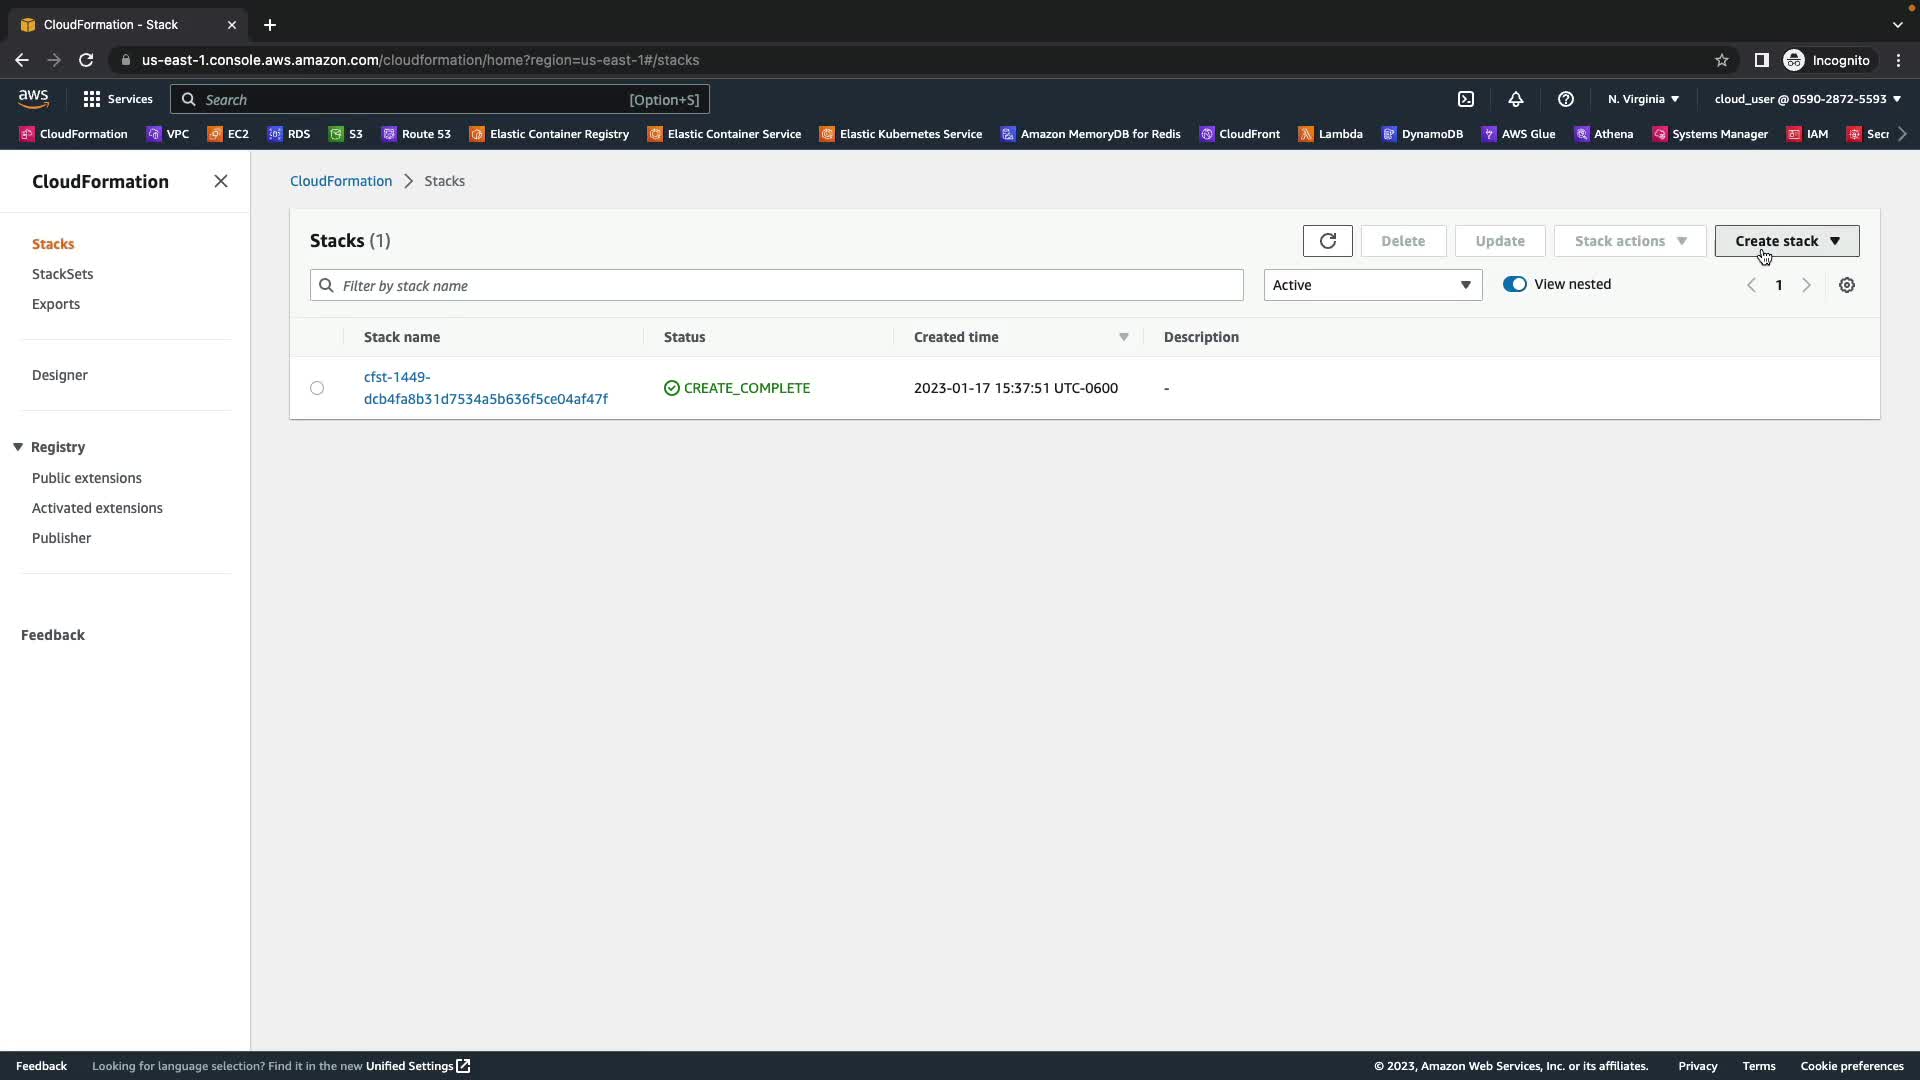 CloudFormation - Stack
us-east-1.console.aws.amazon.com/cloudformation/home?region=us-east-1#/stacks
Incognito
aws
Services
Search
[Option+S]
N. Virginia
cloud_user @ 0590-2872-5593
CloudFormation
VPC
EC2
RDS
S3
Route 53
Elastic Container Registry
Elastic Container Service
Elastic Kubernetes Service
Amazon MemoryDB for Redis
CloudFront
Lambda
DynamoDB
AWS Glue
Athena
Systems Manager
IAM
Secr
CloudFormation
Stacks
StackSets
Exports
Designer
Registry
Public extensions
Activated extensions
Publisher
Feedback
CloudFormation
Stacks
Stacks (1)
Delete
Update
Stack actions
Create stack
Filter by stack name
Active
View nested
1
Stack name
Status
Created time
Description
cfst-1449-
dcb4fa8b31d7534a5b636f5ce04af47f
CREATE_COMPLETE
2023-01-17 15:37:51 UTC-0600
-
Feedback
Looking for language selection? Find it in the new Unified Settings
© 2023, Amazon Web Services, Inc. or its affiliates.
Privacy
Terms
Cookie preferences